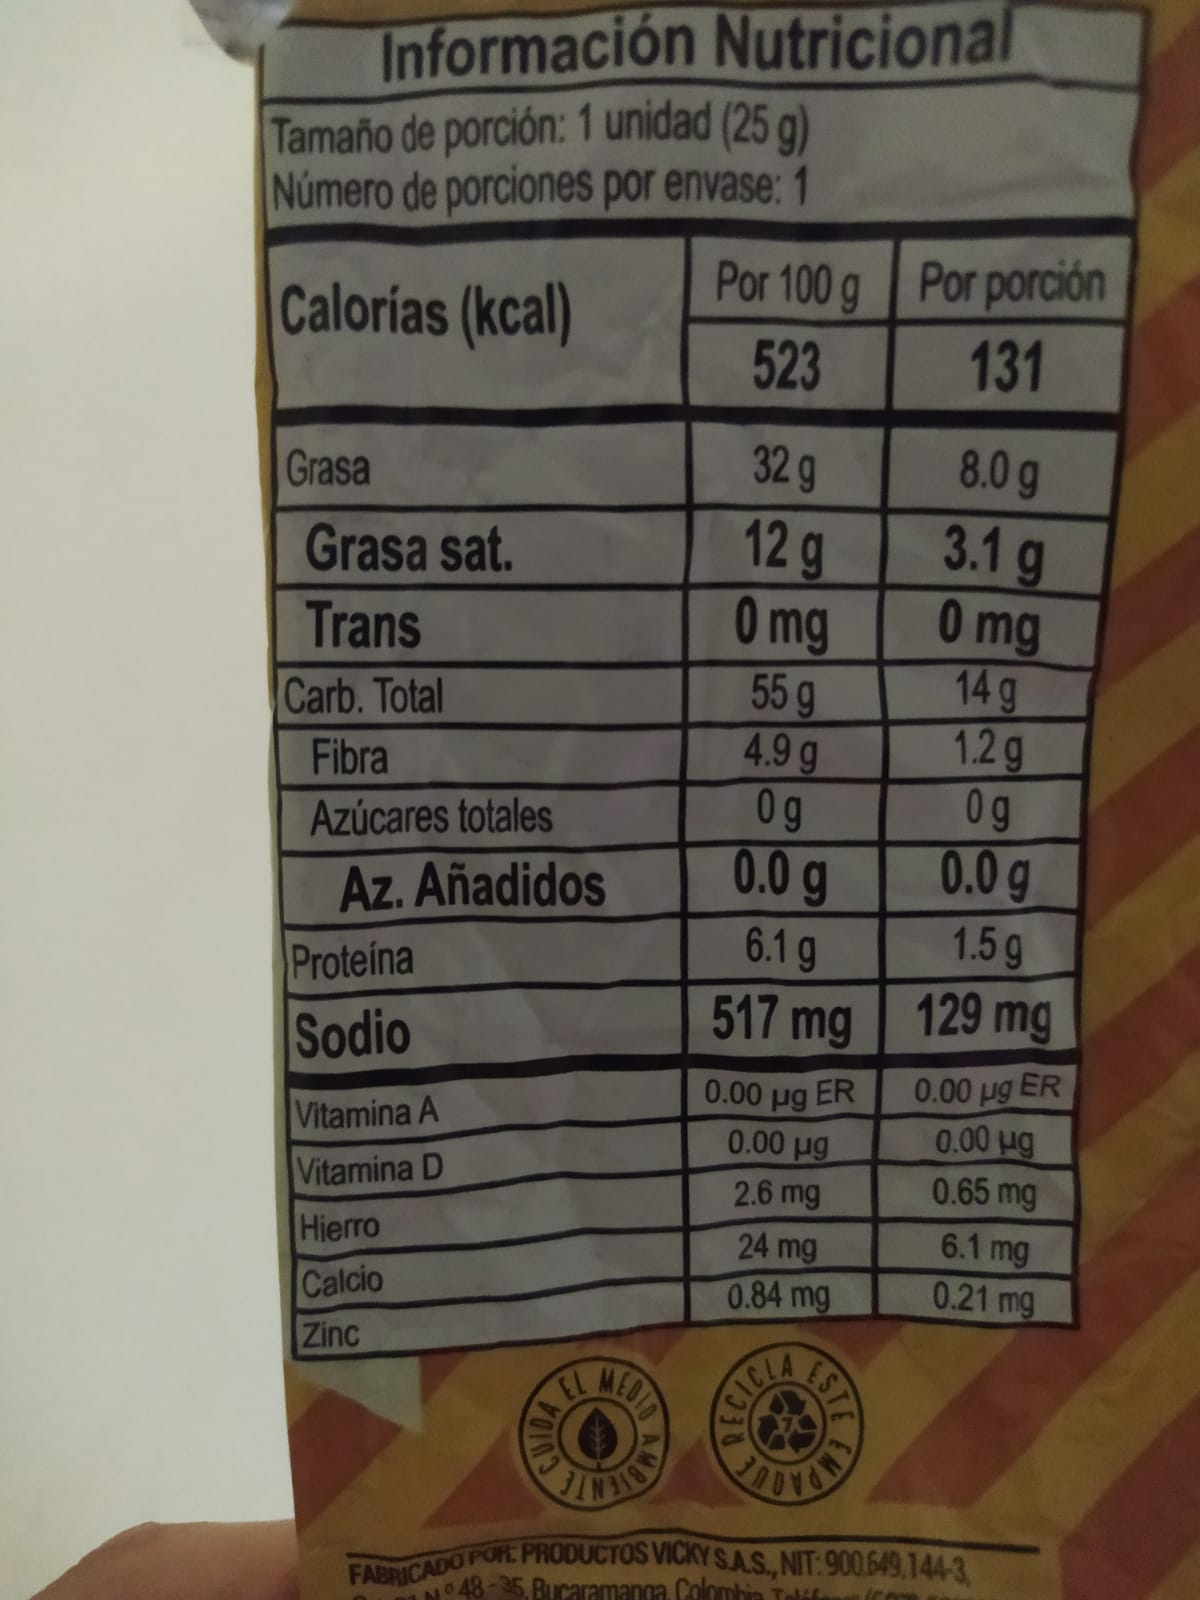 Información Nutricional
Tamaño de porción: 1 unidad (25 g)
Número de porciones por envase: 1
Calorías (kcal) Por 100 g Por porción
523 131
Grasa 32 g 8.0 g
Grasa sat. 12 g 3.1 g
Trans 0 mg 0 mg
Carb. Total 55 g 14 g
Fibra 4.9 g 1.2 g
Azúcares totales 0 g 0 g
Az. Añadidos 0.0 g 0.0 g
Proteína 6.1 g 1.5 g
Sodio 517 mg 129 mg
Vitamina A 0.00 µg ER 0.00 µg ER
Vitamina D 0.00 µg 0.00 µg
Hierro 2.6 mg 0.65 mg
Calcio 24 mg 6.1 mg
Zinc 0.84 mg 0.21 mg
CUIDA EL MEDIO AMBIENTE
RECICLA ESTE EMPAQUE
7
FABRICADO POR: PRODUCTOS VICKY S.A.S., NIT: 900.649.144-3,
N° 48 - 35, Bucaramanga, Colombia